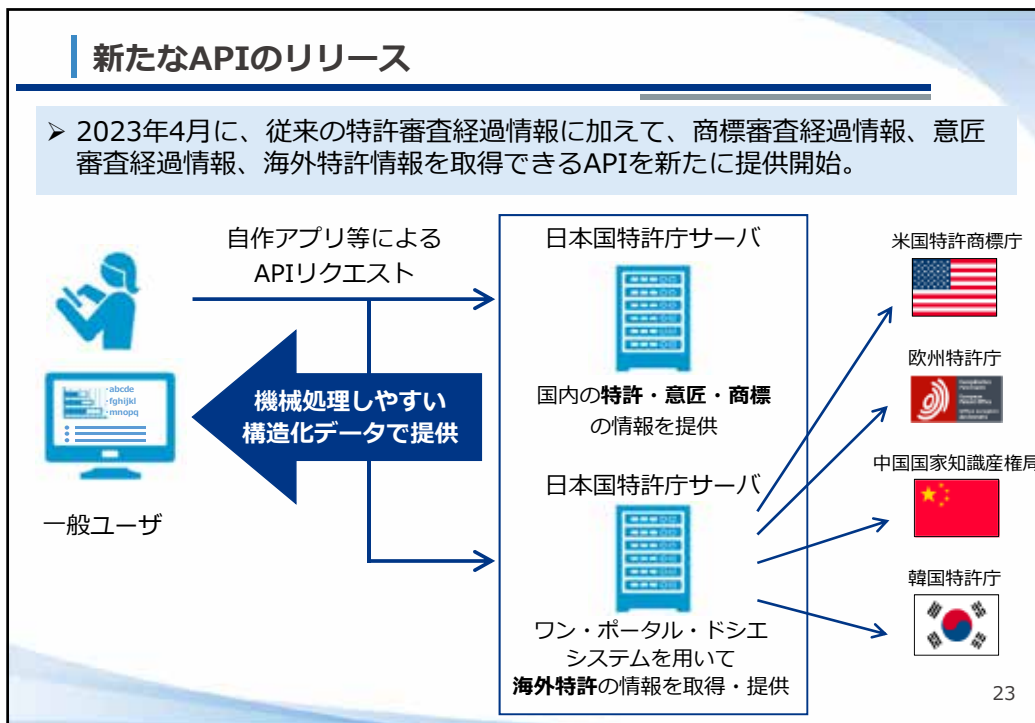 新たなAPIのリリース
➢ 2023年4月に、従来の特許審査経過情報に加えて、商標審査経過情報、意匠
審査経過情報、海外特許情報を取得できるAPIを新たに提供開始。
自作アプリ等による
APIリクエスト
abcde
fghijkl
mnopq
一般ユーザ
機械処理しやすい
構造化データで提供
日本国特許庁サーバ
国内の特許・意匠・商標
の情報を提供
日本国特許庁サーバ
ワン・ポータル・ドシエ
システムを用いて
海外特許の情報を取得・提供
米国特許商標庁
欧州特許庁
中国国家知識産権局
韓国特許庁
23